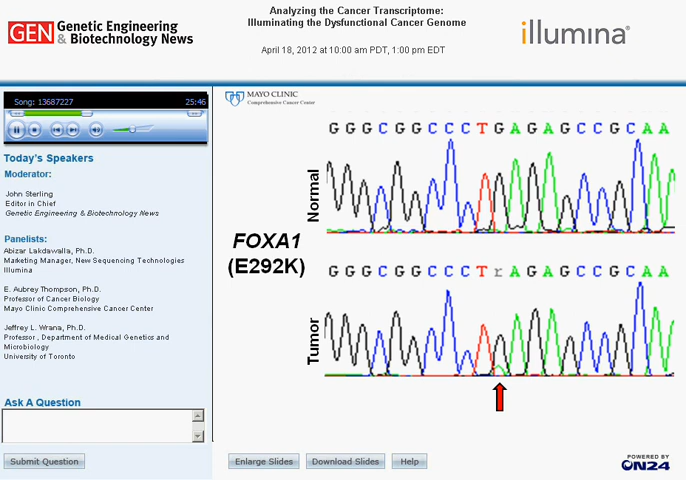 GEN Genetic Engineering
& Biotechnology News
Analyzing the Cancer Transcriptome:
Illuminating the Dysfunctional Cancer Genome
April 18, 2012 at 10:00 am PDT, 1:00 pm EDT
illumina®
Song: 13687227 25:46
Today's Speakers
Moderator:
John Sterling
Editor in Chief
Genetic Engineering & Biotechnology News
Panelists:
Abizar Lakdawalla, Ph.D.
Marketing Manager, New Sequencing Technologies
Illumina
E. Aubrey Thompson, Ph.D.
Professor of Cancer Biology
Mayo Clinic Comprehensive Cancer Center
Jeffrey L. Wrana, Ph.D.
Professor , Department of Medical Genetics and
Microbiology
University of Toronto
Ask A Question
Submit Question
MAYO CLINIC
Comprehensive Cancer Center
GGGCGGCCCTGAGAGCCGCAA
Normal
FOXA1
(E292K)
GGGCGGCCCTrAGAGCCGCAA
Tumor
Enlarge Slides
Download Slides
Help
POWERED BY
ON24